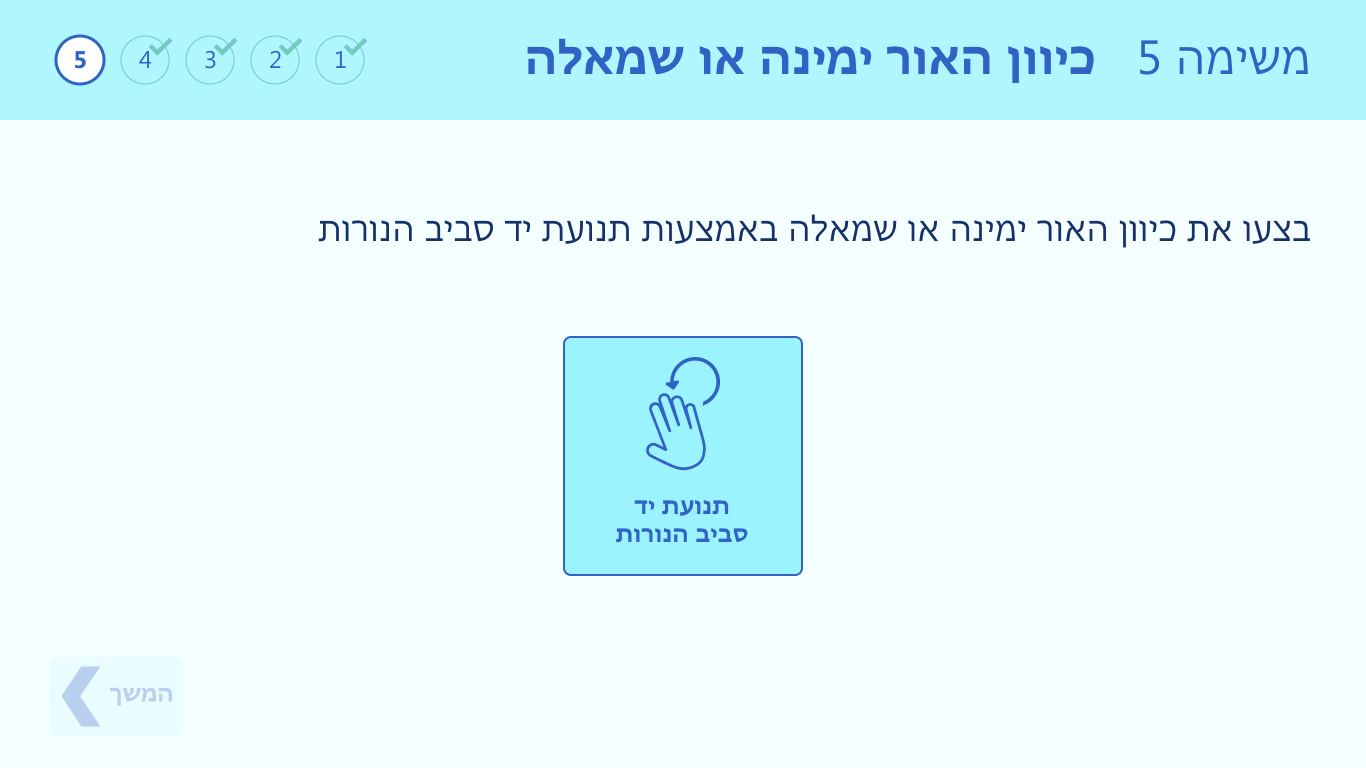 משימה 5 כיוון האור ימינה או שמאלה
1 2 3 4 5
בצעו את כיוון האור ימינה או שמאלה באמצעות תנועת יד סביב הנורות
תנועת יד
סביב הנורות
המשך